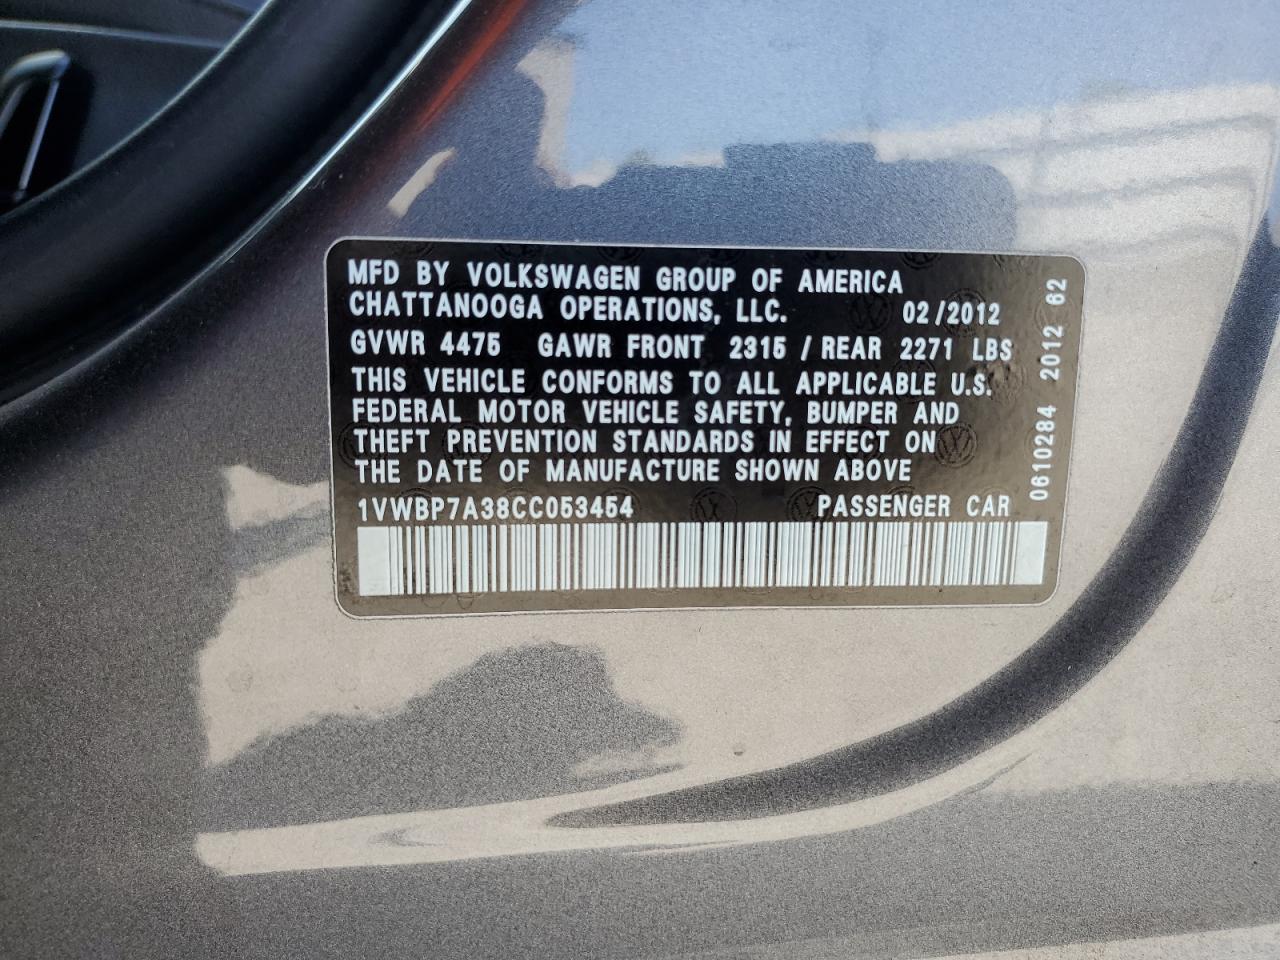 MFD BY VOLKSWAGEN GROUP OF AMERICA
CHATTANOOGA OPERATIONS, LLC. 02/2012
GVWR 4475 GAWR FRONT 2315 / REAR 2271 LBS
THIS VEHICLE CONFORMS TO ALL APPLICABLE U.S.
FEDERAL MOTOR VEHICLE SAFETY, BUMPER AND
THEFT PREVENTION STANDARDS IN EFFECT ON
THE DATE OF MANUFACTURE SHOWN ABOVE
1VWBP7A38CC053454 PASSENGER CAR
0610284 2012 62